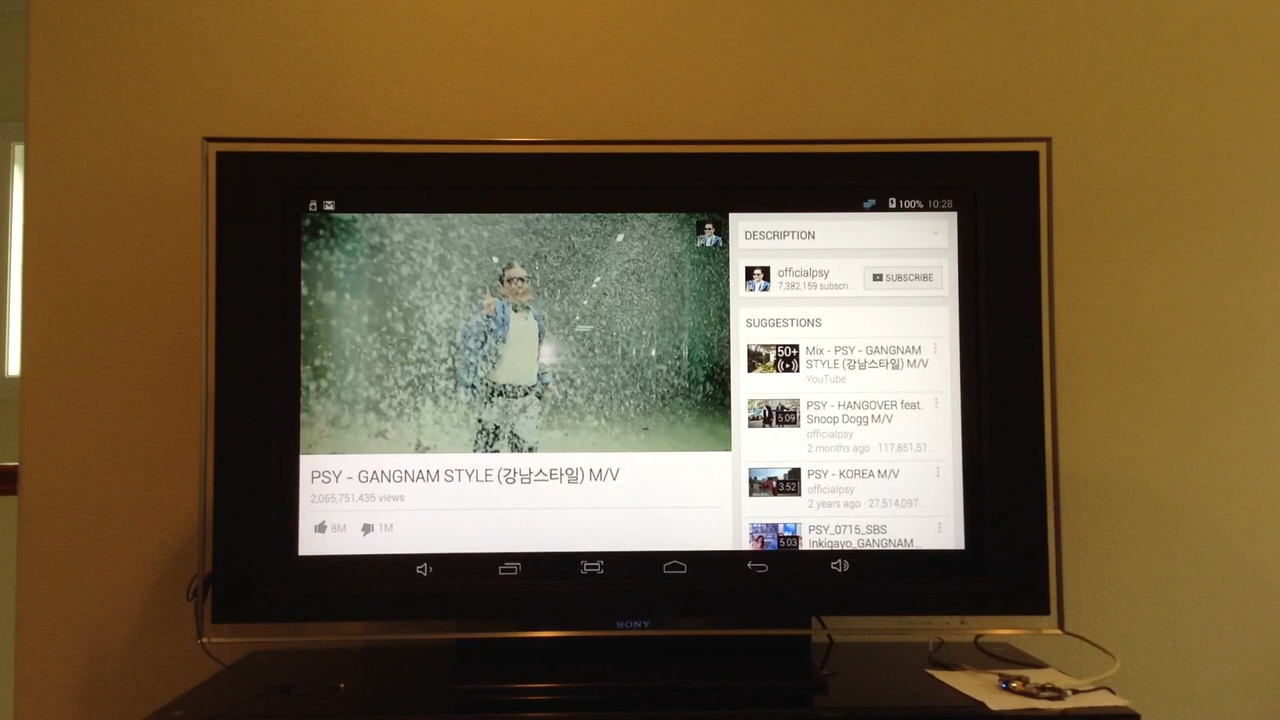 100% 10:28
DESCRIPTION
officialpsy
7,382,159 subscri..
SUBSCRIBE
SUGGESTIONS
50+
Mix - PSY - GANGNAM
STYLE (강남스타일) M/V
YouTube
5:09
PSY - HANGOVER feat.
Snoop Dogg M/V
officialpsy
2 months ago · 117,851,51..
3:52
PSY - KOREA M/V
officialpsy
2 years ago · 27,514,097..
5:03
PSY_0715_SBS
Inkigayo_GANGNAM...
PSY - GANGNAM STYLE (강남스타일) M/V
2,065,751,435 views
8M 1M
SONY